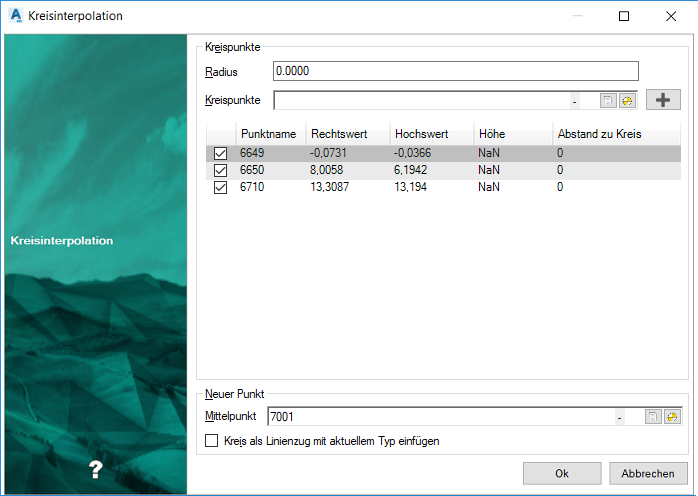 Kreisinterpolation
Kreispunkte
Radius 0.0000
Kreispunkte -
Punktname Rechtswert Hochswert Höhe Abstand zu Kreis
6649 -0,0731 -0,0366 NaN 0
6650 8,0058 6,1942 NaN 0
6710 13,3087 13,194 NaN 0
Kreisinterpolation
Neuer Punkt
Mittelpunkt 7001 -
Kreis als Linienzug mit aktuellem Typ einfügen
?
Ok Abbrechen